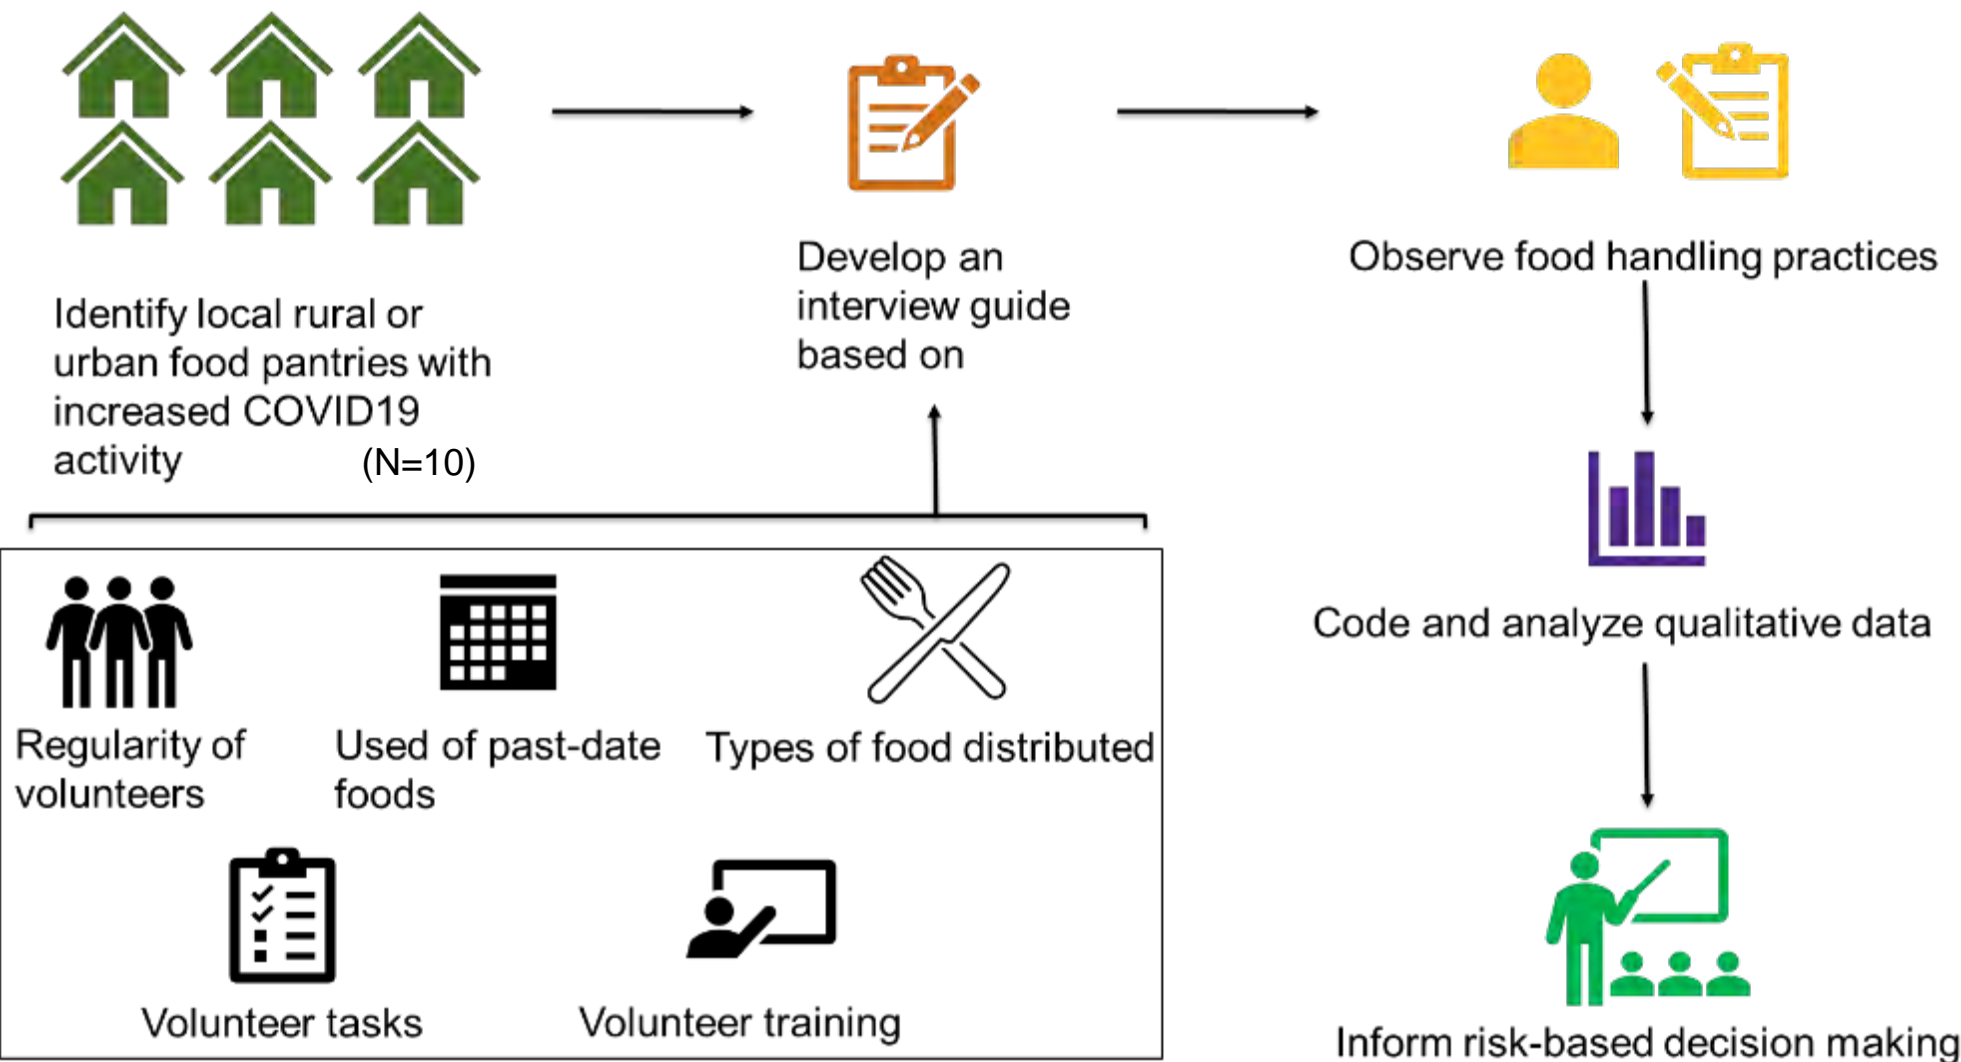 Identify local rural or
urban food pantries with
increased COVID19
activity (N=10)
Develop an
interview guide
based on
Observe food handling practices
Code and analyze qualitative data
Inform risk-based decision making
Regularity of
volunteers
Used of past-date
foods
Types of food distributed
Volunteer tasks
Volunteer training